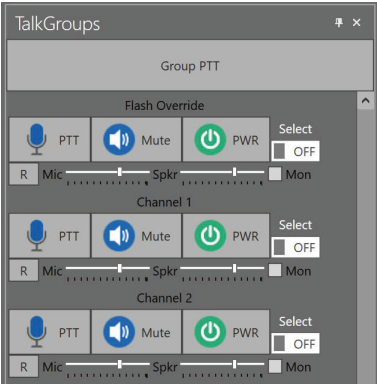 TalkGroups
Group PTT
Flash Override
PTT Mute PWR Select OFF
R Mic Spkr Mon
Channel 1
PTT Mute PWR Select OFF
R Mic Spkr Mon
Channel 2
PTT Mute PWR Select OFF
R Mic Spkr Mon